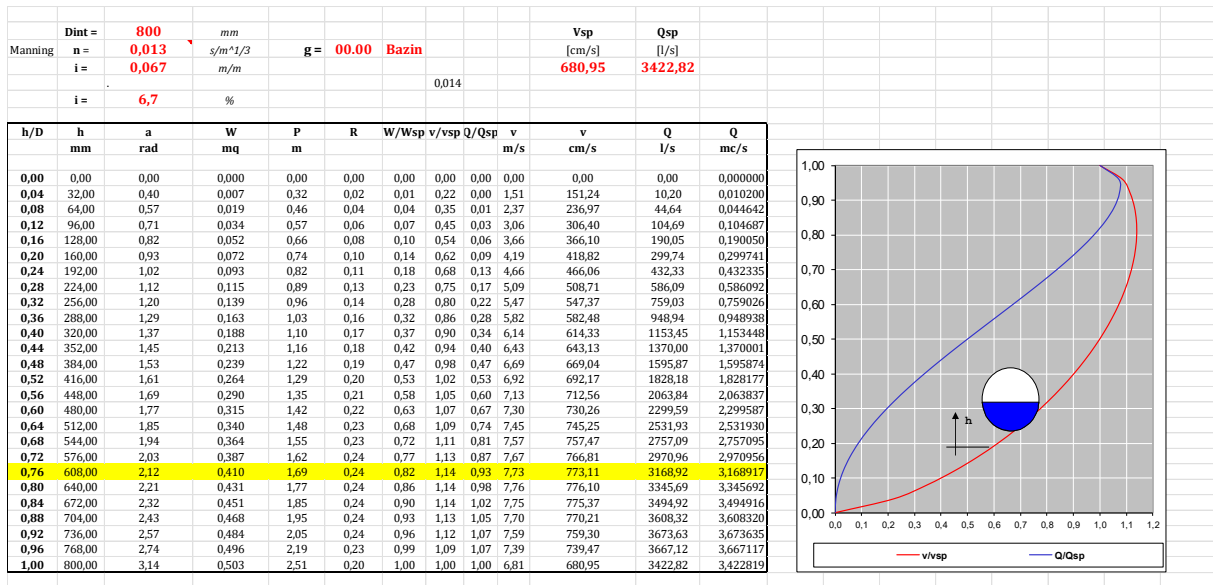 Dint = 800 mm Vsp Qsp
Manning n = 0,013 s/m^1/3 g = 00.00 Bazin [cm/s] [l/s]
i = 0,067 m/m 680,95 3422,82
. 0,014
i = 6,7 %
h/D h a W P R W/Wsp v/vsp Q/Qsp v v Q Q
mm rad mq m m/s cm/s l/s mc/s
0,00 0,00 0,00 0,000 0,00 0,00 0,00 0,00 0,00 0,00 0,00 0,00 0,000000
0,04 32,00 0,40 0,007 0,32 0,02 0,01 0,22 0,00 1,51 151,24 10,20 0,010200
0,08 64,00 0,57 0,019 0,46 0,04 0,04 0,35 0,01 2,37 236,97 44,64 0,044642
0,12 96,00 0,71 0,034 0,57 0,06 0,07 0,45 0,03 3,06 306,40 104,69 0,104687
0,16 128,00 0,82 0,052 0,66 0,08 0,10 0,54 0,06 3,66 366,10 190,05 0,190050
0,20 160,00 0,93 0,072 0,74 0,10 0,14 0,62 0,09 4,19 418,82 299,74 0,299741
0,24 192,00 1,02 0,093 0,82 0,11 0,18 0,68 0,13 4,66 466,06 432,33 0,432335
0,28 224,00 1,12 0,115 0,89 0,13 0,23 0,75 0,17 5,09 508,71 586,09 0,586092
0,32 256,00 1,20 0,139 0,96 0,14 0,28 0,80 0,22 5,47 547,37 759,03 0,759026
0,36 288,00 1,29 0,163 1,03 0,16 0,32 0,86 0,28 5,82 582,48 948,94 0,948938
0,40 320,00 1,37 0,188 1,10 0,17 0,37 0,90 0,34 6,14 614,33 1153,45 1,153448
0,44 352,00 1,45 0,213 1,16 0,18 0,42 0,94 0,40 6,43 643,13 1370,00 1,370001
0,48 384,00 1,53 0,239 1,22 0,19 0,47 0,98 0,47 6,69 669,04 1595,87 1,595874
0,52 416,00 1,61 0,264 1,29 0,20 0,53 1,02 0,53 6,92 692,17 1828,18 1,828177
0,56 448,00 1,69 0,290 1,35 0,21 0,58 1,05 0,60 7,13 712,56 2063,84 2,063837
0,60 480,00 1,77 0,315 1,42 0,22 0,63 1,07 0,67 7,30 730,26 2299,59 2,299587
0,64 512,00 1,85 0,340 1,48 0,23 0,68 1,09 0,74 7,45 745,25 2531,93 2,531930
0,68 544,00 1,94 0,364 1,55 0,23 0,72 1,11 0,81 7,57 757,47 2757,09 2,757095
0,72 576,00 2,03 0,387 1,62 0,24 0,77 1,13 0,87 7,67 766,81 2970,96 2,970956
0,76 608,00 2,12 0,410 1,69 0,24 0,82 1,14 0,93 7,73 773,11 3168,92 3,168917
0,80 640,00 2,21 0,431 1,77 0,24 0,86 1,14 0,98 7,76 776,10 3345,69 3,345692
0,84 672,00 2,32 0,451 1,85 0,24 0,90 1,14 1,02 7,75 775,37 3494,92 3,494916
0,88 704,00 2,43 0,468 1,95 0,24 0,93 1,13 1,05 7,70 770,21 3608,32 3,608320
0,92 736,00 2,57 0,484 2,05 0,24 0,96 1,12 1,07 7,59 759,30 3673,63 3,673635
0,96 768,00 2,74 0,496 2,19 0,23 0,99 1,09 1,07 7,39 739,47 3667,12 3,667117
1,00 800,00 3,14 0,503 2,51 0,20 1,00 1,00 1,00 6,81 680,95 3422,82 3,422819
1,00
0,90
0,80
0,70
0,60
0,50
0,40
0,30
h
0,20
0,10
0,00
0,0 0,1 0,2 0,3 0,4 0,5 0,6 0,7 0,8 0,9 1,0 1,1 1,2
v/vsp Q/Qsp